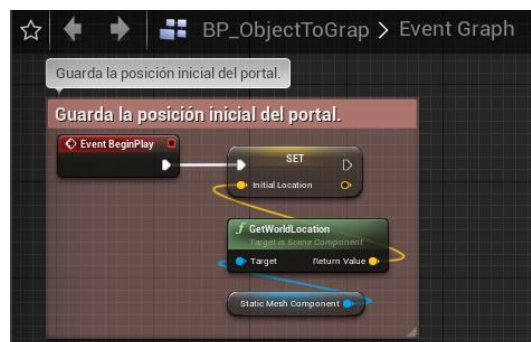 BP_ObjectToGrap > Event Graph
Guarda la posición inicial del portal.
Guarda la posición inicial del portal.
Event BeginPlay
SET
Initial Location
f GetWorldLocation
Target is Scene Component
Target Return Value
Static Mesh Component